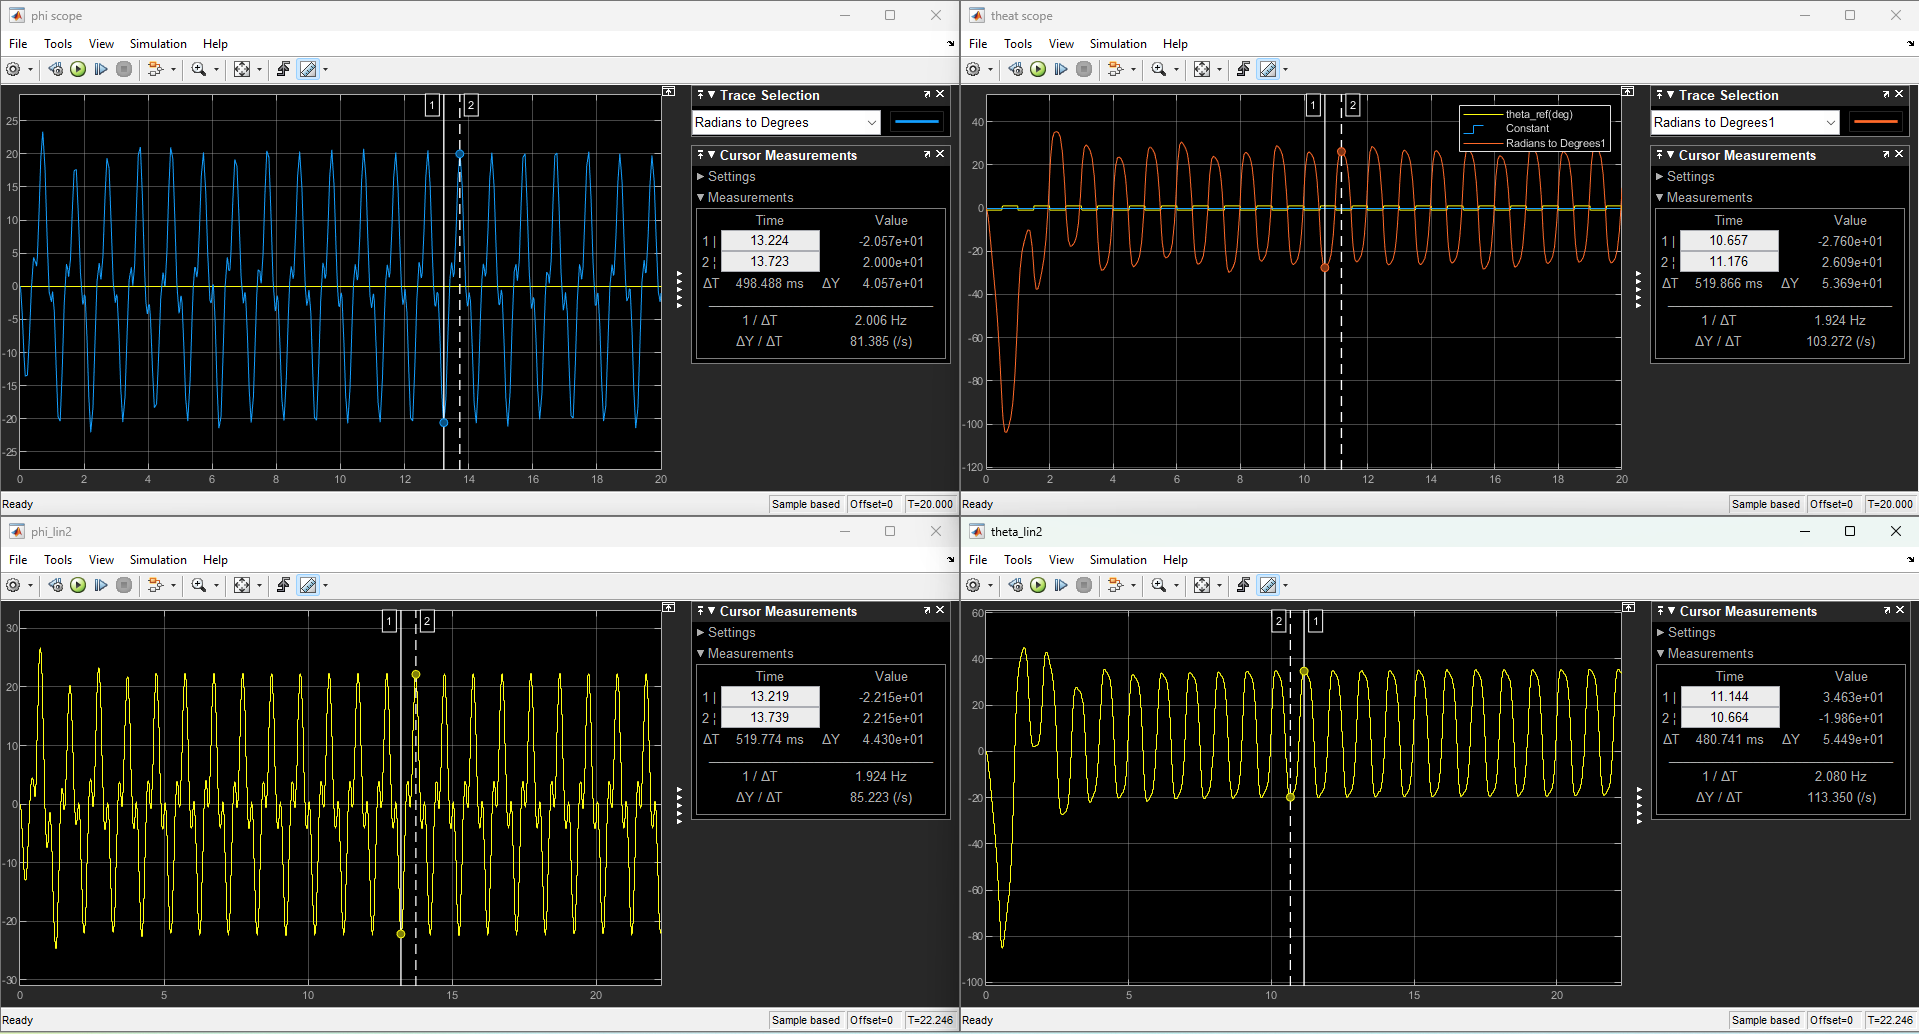 phi scope
File Tools View Simulation Help
1 2
25
20
15
10
5
0
-5
-10
-15
-20
-25
0 2 4 6 8 10 12 14 16 18 20
Trace Selection
Radians to Degrees
Cursor Measurements
Settings
Measurements
Time Value
1 | 13.224 -2.057e+01
2 ¦ 13.723 2.000e+01
ΔT 498.488 ms ΔY 4.057e+01
1 / ΔT 2.006 Hz
ΔY / ΔT 81.385 (/s)
Ready Sample based Offset=0 T=20.000
theat scope
File Tools View Simulation Help
1 2
theta_ref(deg)
Constant
Radians to Degrees1
40
20
0
-20
-40
-60
-80
-100
-120
0 2 4 6 8 10 12 14 16 18 20
Trace Selection
Radians to Degrees1
Cursor Measurements
Settings
Measurements
Time Value
1 | 10.657 -2.760e+01
2 ¦ 11.176 2.609e+01
ΔT 519.866 ms ΔY 5.369e+01
1 / ΔT 1.924 Hz
ΔY / ΔT 103.272 (/s)
Ready Sample based Offset=0 T=20.000
phi_lin2
File Tools View Simulation Help
1 2
30
20
10
0
-10
-20
-30
0 5 10 15 20
Cursor Measurements
Settings
Measurements
Time Value
1 | 13.219 -2.215e+01
2 ¦ 13.739 2.215e+01
ΔT 519.774 ms ΔY 4.430e+01
1 / ΔT 1.924 Hz
ΔY / ΔT 85.223 (/s)
Ready Sample based Offset=0 T=22.246
theta_lin2
File Tools View Simulation Help
2 1
60
40
20
0
-20
-40
-60
-80
-100
0 5 10 15 20
Cursor Measurements
Settings
Measurements
Time Value
1 | 11.144 3.463e+01
2 ¦ 10.664 -1.986e+01
ΔT 480.741 ms ΔY 5.449e+01
1 / ΔT 2.080 Hz
ΔY / ΔT 113.350 (/s)
Ready Sample based Offset=0 T=22.246